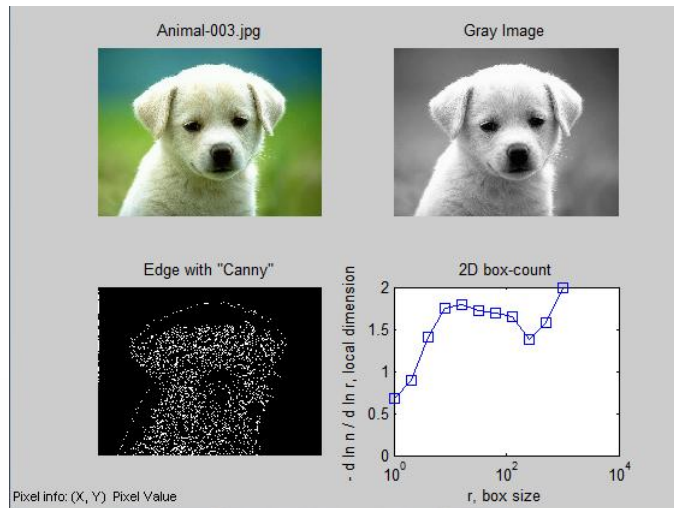 Animal-003.jpg
Gray Image
Edge with "Canny"
2D box-count
- d ln n / d ln r, local dimension
2
1.5
1
0.5
0
10^0
10^2
10^4
r, box size
Pixel info: (X, Y) Pixel Value